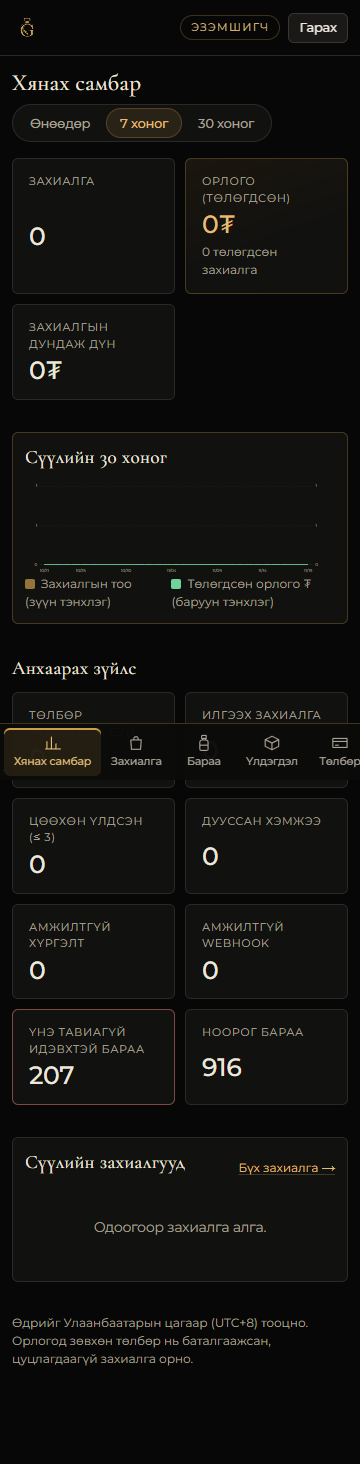 ЭЗЭМШИГЧ
Гарах
Хянах самбар
Өнөөдөр
7 хоног
30 хоног
ЗАХИАЛГА
0
ОРЛОГО
(ТӨЛӨГДСӨН)
0₮
0 төлөгдсөн
захиалга
ЗАХИАЛГЫН
ДУНДАЖ ДҮН
0₮
Сүүлийн 30 хоног
Захиалгын тоо
(зүүн тэнхлэг)
Төлөгдсөн орлого ₮
(баруун тэнхлэг)
Анхаарах зүйлс
ТӨЛБӨР
ИЛГЭЭХ ЗАХИАЛГА
Хянах самбар
Захиалга
Бараа
Үлдэгдэл
Төлбөр
ЦӨӨХӨН ҮЛДСЭН
(≤ 3)
0
ДУУССАН ХЭМЖЭЭ
0
АМЖИЛТГҮЙ
ХҮРГЭЛТ
0
АМЖИЛТГҮЙ
WEBHOOK
0
ҮНЭ ТАВИАГҮЙ
ИДЭВХТЭЙ БАРАА
207
НООРОГ БАРАА
916
Сүүлийн захиалгууд
Бүх захиалга →
Одоогоор захиалга алга.
Өдрийг Улаанбаатарын цагаар (UTC+8) тооцно.
Орлогод зөвхөн төлбөр нь баталгаажсан,
цуцлагдаагүй захиалга орно.